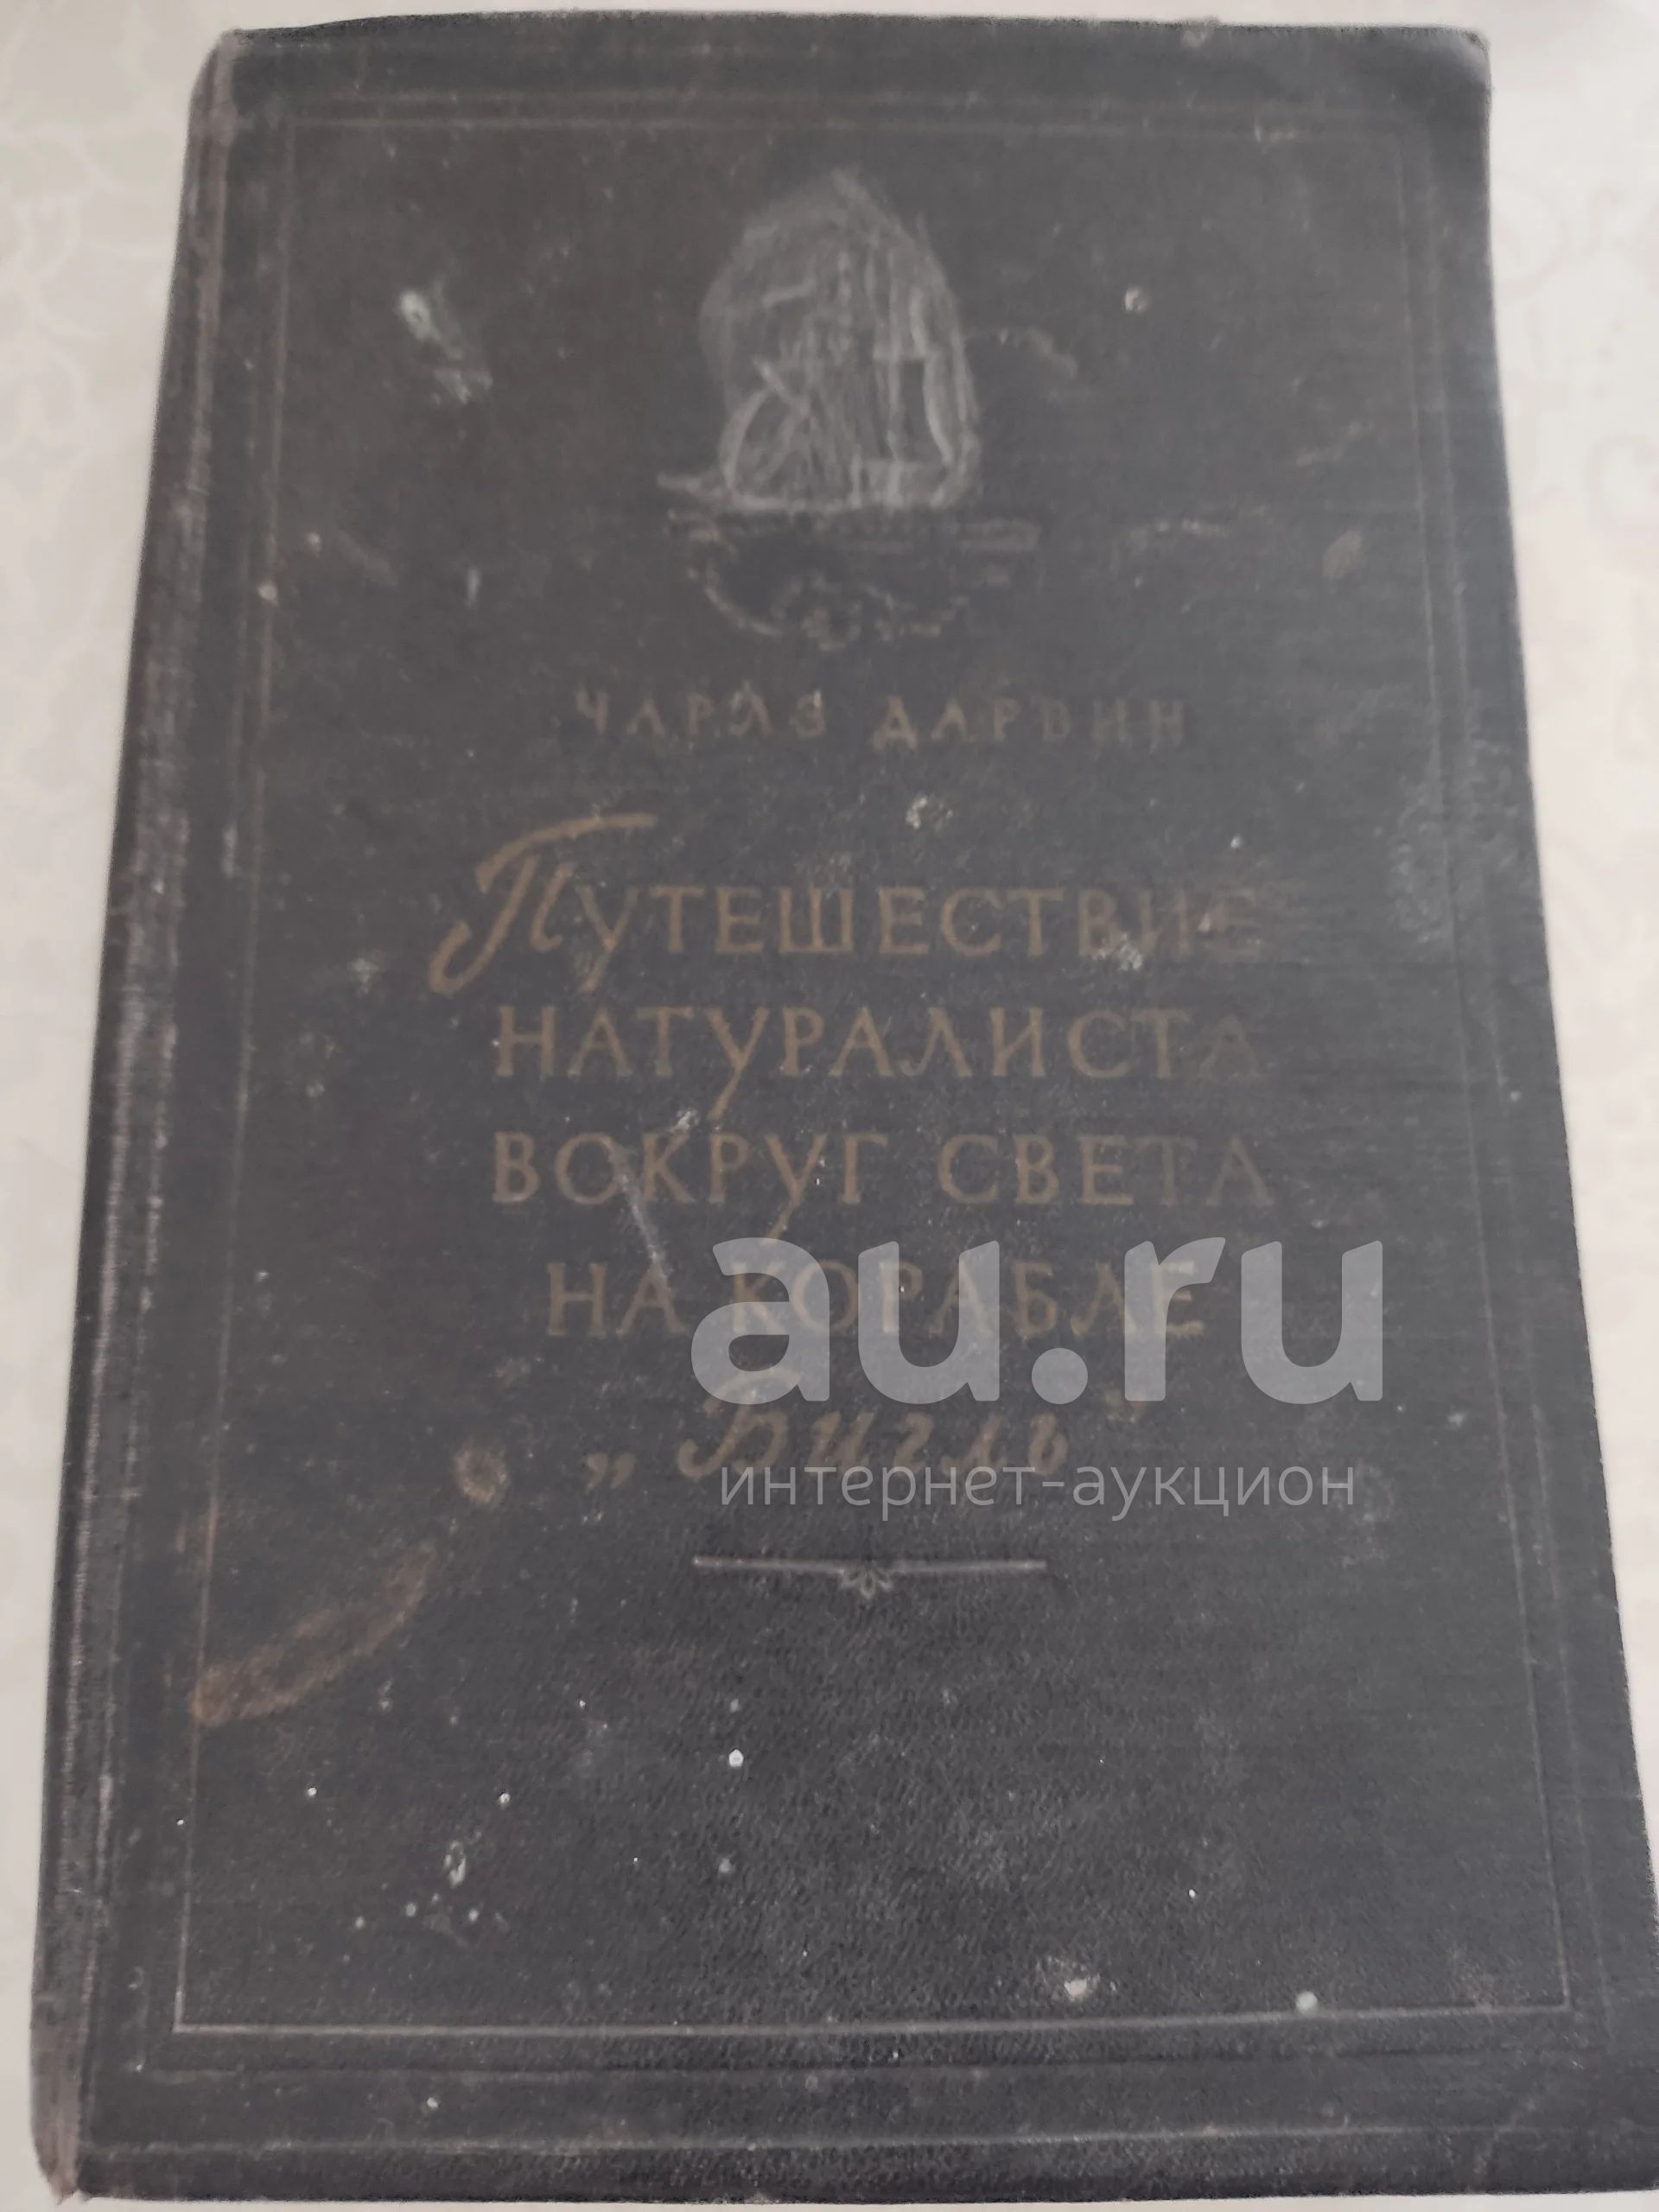 ЧАРЛЗ ДАРВИН
ПУТЕШЕСТВИЕ
НАТУРАЛИСТА
ВОКРУГ СВЕТА
НА КОРАБЛЕ
„Бигль"
au.ru
интернет-аукцион